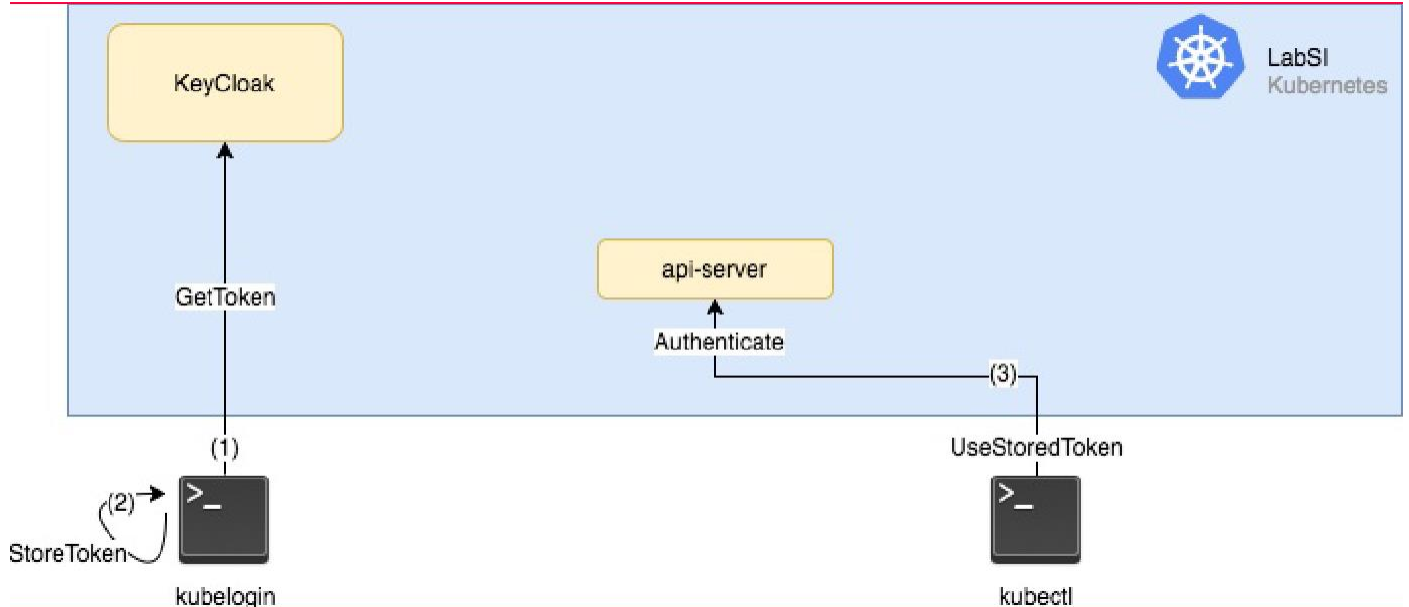 KeyCloak
LabSI
Kubernetes
api-server
GetToken
Authenticate
(3)
(1)
UseStoredToken
(2)
>_
>_
StoreToken
kubelogin
kubectl